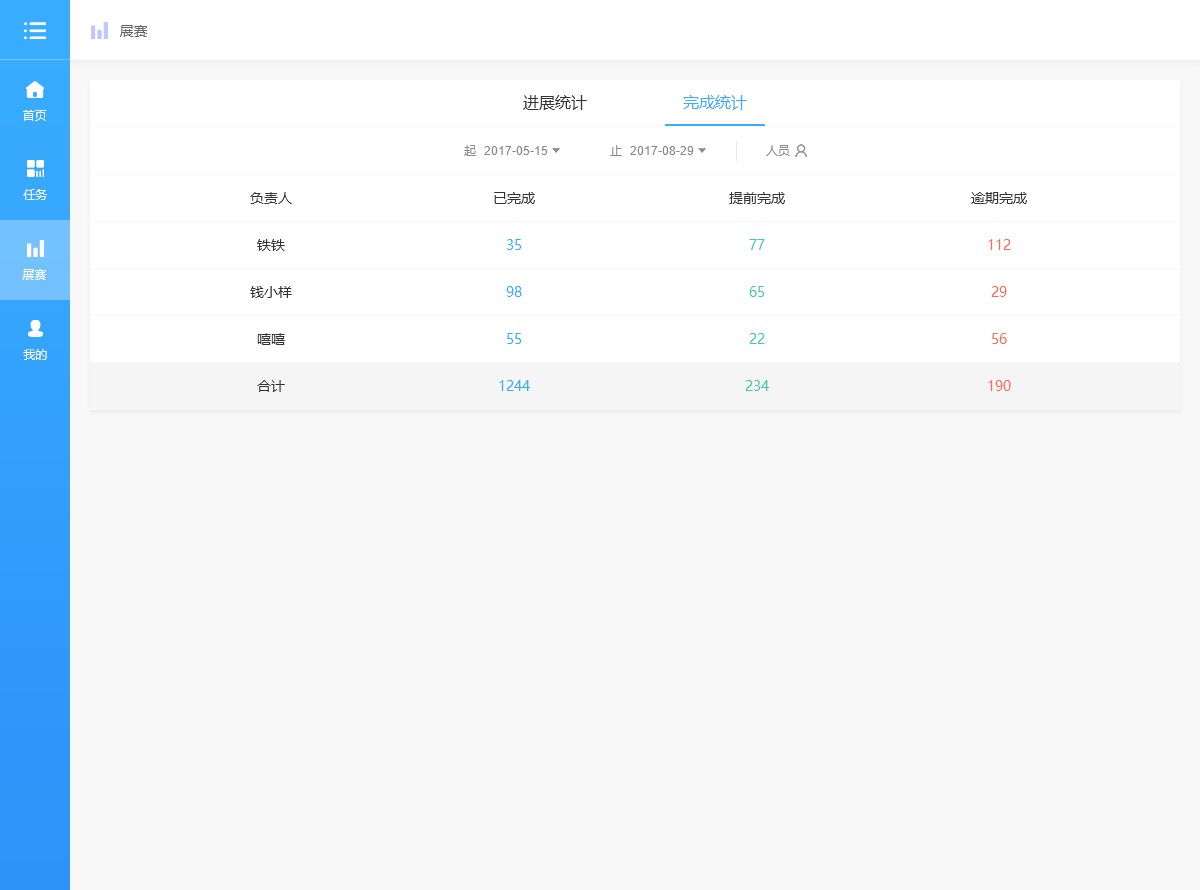 展赛
首页
任务
展赛
我的
进展统计 完成统计
起 2017-05-15 止 2017-08-29 人员
负责人 已完成 提前完成 逾期完成
铁铁 35 77 112
钱小样 98 65 29
嘻嘻 55 22 56
合计 1244 234 190